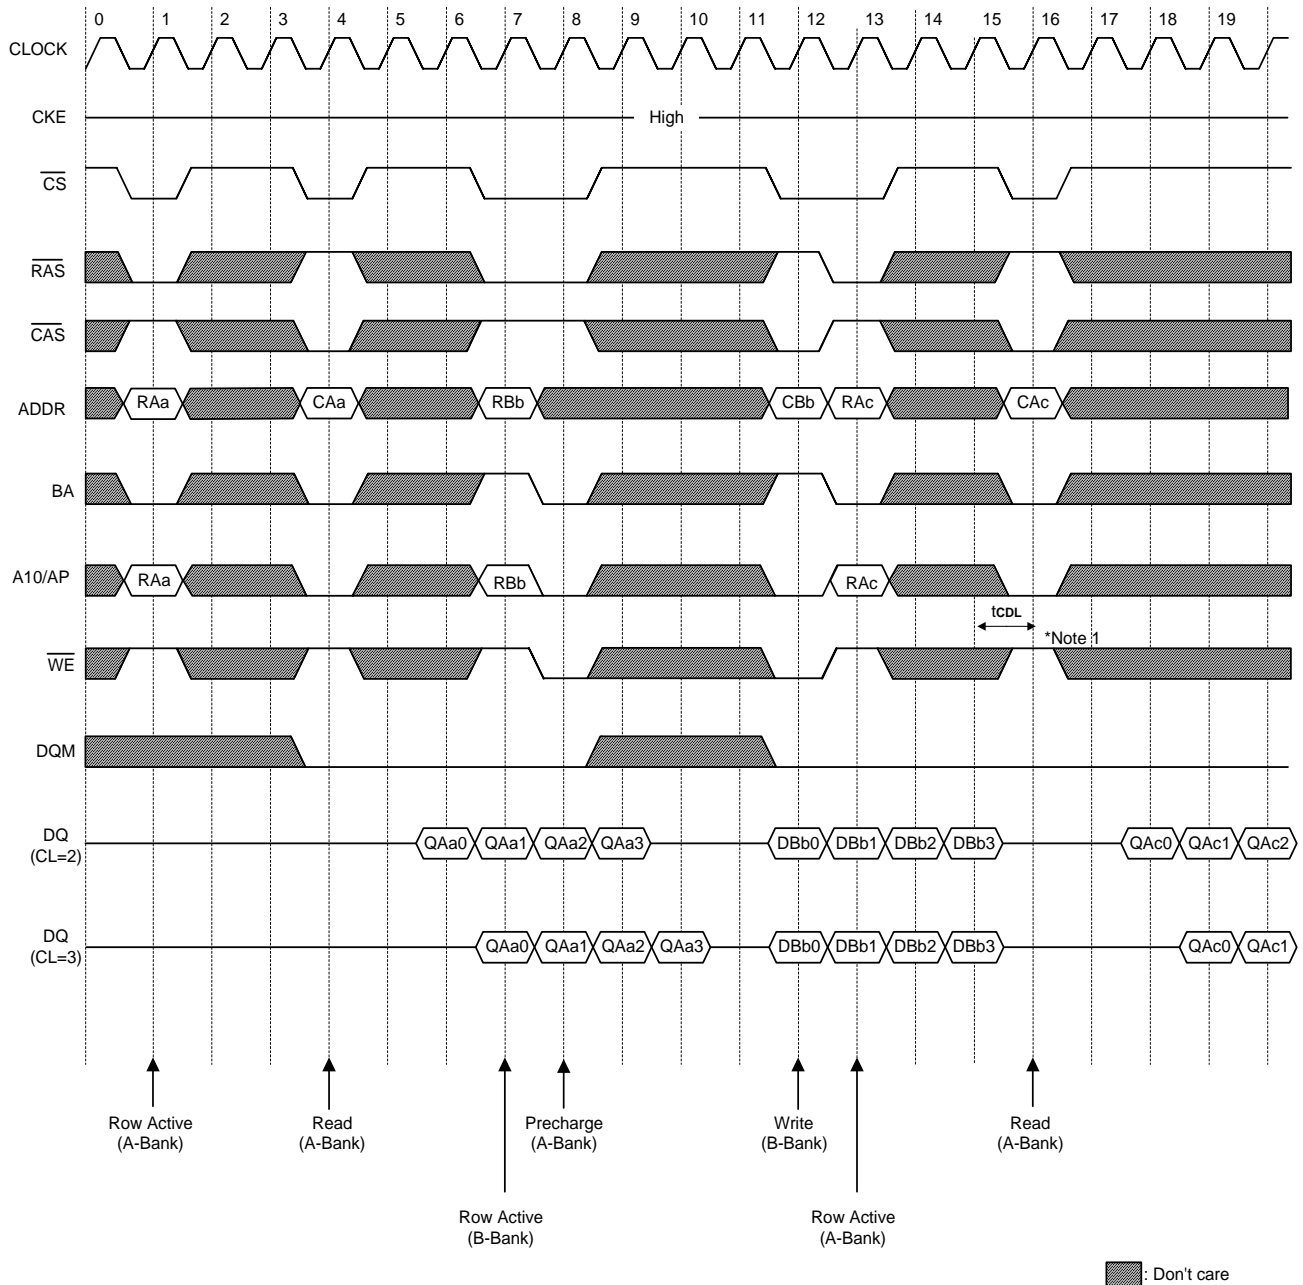 0 1 2 3 4 5 6 7 8 9 10 11 12 13 14 15 16 17 18 19
CLOCK
CKE High
CS
RAS
CAS
ADDR RAa CAa RBb CBb RAc CAc
BA
A10/AP RAa RBb RAc
tCDL
*Note 1
WE
DQM
DQ
(CL=2) QAa0 QAa1 QAa2 QAa3 DBb0 DBb1 DBb2 DBb3 QAc0 QAc1 QAc2
DQ
(CL=3) QAa0 QAa1 QAa2 QAa3 DBb0 DBb1 DBb2 DBb3 QAc0 QAc1
Row Active Read Precharge Write Read
(A-Bank) (A-Bank) (A-Bank) (B-Bank) (A-Bank)
Row Active Row Active
(B-Bank) (A-Bank)
: Don't care